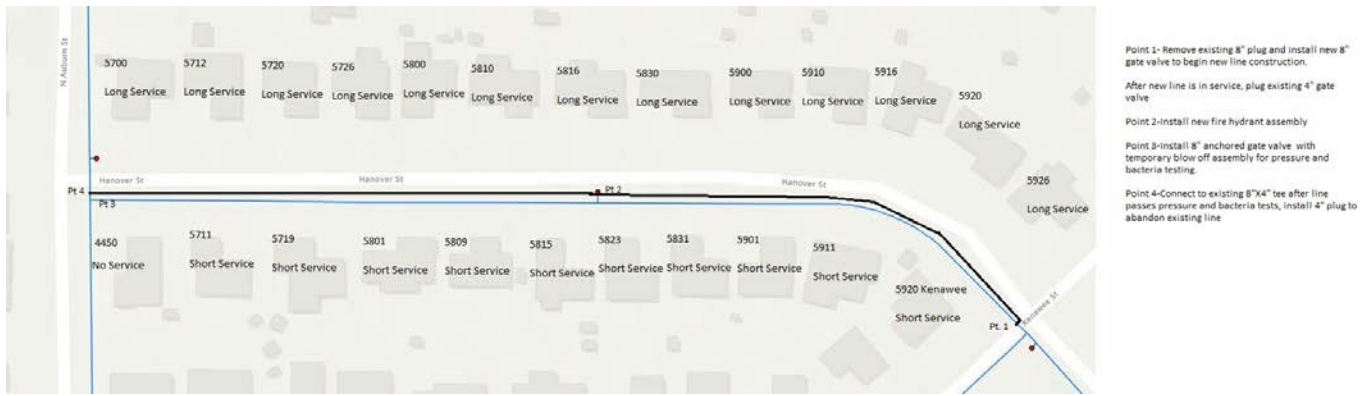 N Auburn St
5700
Long Service
5712
Long Service
5720
Long Service
5726
Long Service
5800
Long Service
5810
Long Service
5816
Long Service
5830
Long Service
5900
Long Service
5910
Long Service
5916
Long Service
5920
Long Service
5926
Long Service
Pt 4
Pt 3
Hanover St
Hanover St
Pt 2
Hanover St
4450
No Service
5711
Short Service
5719
Short Service
5801
Short Service
5809
Short Service
5815
Short Service
5823
Short Service
5831
Short Service
5901
Short Service
5911
Short Service
5920 Kenawee
Short Service
Pt. 1
Kenawee St
Point 1- Remove existing 8" plug and install new 8"
gate valve to begin new line construction.
After new line is in service, plug existing 4" gate
valve
Point 2-Install new fire hydrant assembly
Point 3-Install 8" anchored gate valve with
temporary blow off assembly for pressure and
bacteria testing.
Point 4-Connect to existing 8"X4" tee after line
passes pressure and bacteria tests, install 4" plug to
abandon existing line